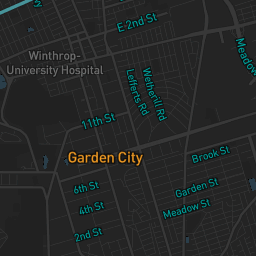 E 2nd St
Winthrop-
University Hospital
Wetherill Rd
Lefferts Rd
Meadow
11th St
Garden City
Brook St
6th St
Garden St
4th St
Meadow St
2nd St